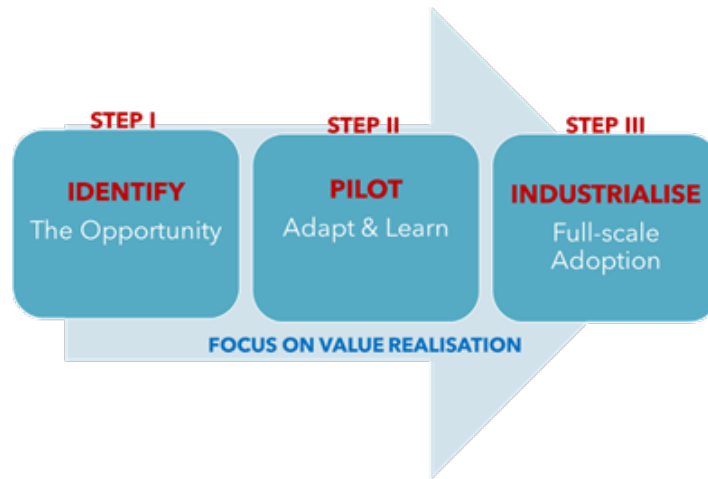 STEP I
IDENTIFY
The Opportunity
STEP II
PILOT
Adapt & Learn
STEP III
INDUSTRIALISE
Full-scale
Adoption
FOCUS ON VALUE REALISATION